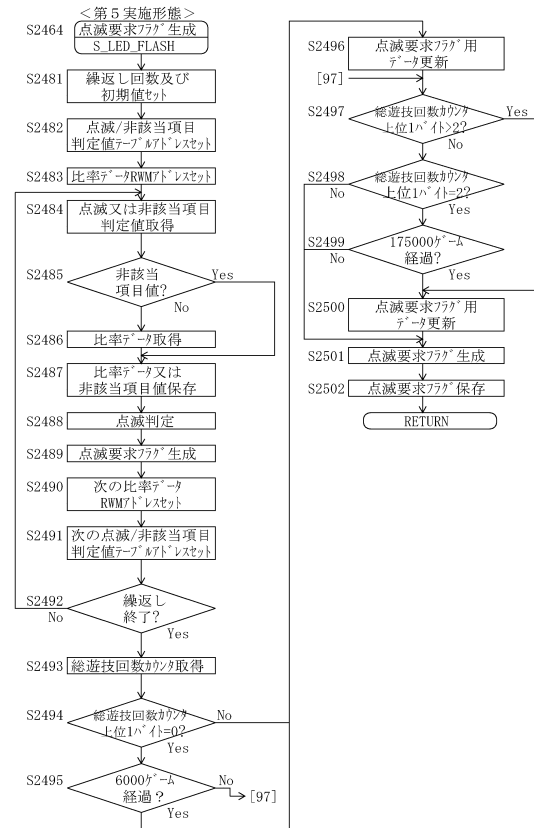 ＜第５実施形態＞
S2464
点滅要求ﾌﾗｸﾞ生成
S_LED_FLASH
S2481
繰返し回数及び
初期値セット
S2482
点滅/非該当項目
判定値ﾃｰﾌﾞﾙｱﾄﾞﾚｽｾｯﾄ
S2483
比率ﾃﾞｰﾀRWMｱﾄﾞﾚｽｾｯﾄ
S2484
点滅又は非該当項目
判定値取得
S2485
非該当
項目値?
Yes
No
S2486
比率ﾃﾞｰﾀ取得
S2487
比率ﾃﾞｰﾀ又は
非該当項目値保存
S2488
点滅判定
S2489
点滅要求ﾌﾗｸﾞ生成
S2490
次の比率ﾃﾞｰﾀ
RWMｱﾄﾞﾚｽｾｯﾄ
S2491
次の点滅/非該当項目
判定値ﾃｰﾌﾞﾙｱﾄﾞﾚｽｾｯﾄ
S2492
繰返し
終了?
No
Yes
S2493
総遊技回数ｶｳﾝﾀ取得
S2494
総遊技回数ｶｳﾝﾀ
上位1ﾊﾞｲﾄ=0?
No
Yes
S2495
6000ｹﾞｰﾑ
経過？
No
[97]
Yes
S2496
点滅要求ﾌﾗｸﾞ用
ﾃﾞｰﾀ更新
[97]
S2497
総遊技回数ｶｳﾝﾀ
上位1ﾊﾞｲﾄ>2?
Yes
No
S2498
総遊技回数ｶｳﾝﾀ
上位1ﾊﾞｲﾄ=2?
No
Yes
S2499
175000ｹﾞｰﾑ
経過?
No
Yes
S2500
点滅要求ﾌﾗｸﾞ用
ﾃﾞｰﾀ更新
S2501
点滅要求ﾌﾗｸﾞ生成
S2502
点滅要求ﾌﾗｸﾞ保存
RETURN